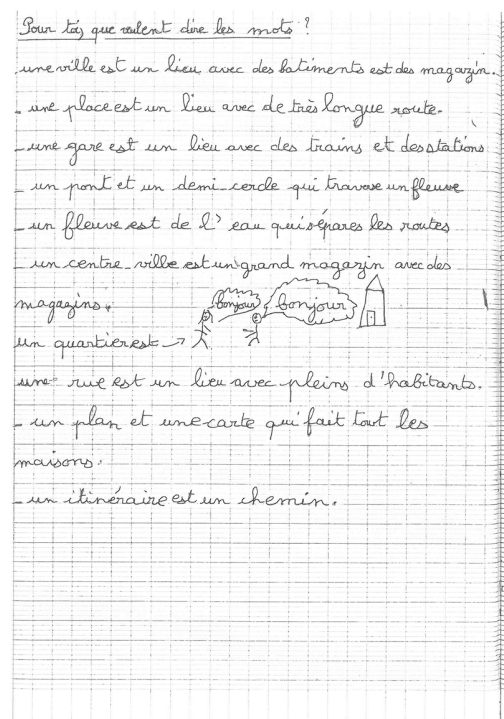 Pour toi, que veulent dire les mots : ?
une ville est un lieu avec des batiments est des magazin.
- une place est un lieu avec de très longue route.
- une gare est un lieu avec des trains et des stations
- un pont et un demi-cercle qui traverse un fleuve
- un fleuve est de l'eau qui sépares les routes
- un centre-ville est un grand magazin avec des
magazins.
bonjour bonjour
un quartier est →
une rue est un lieu avec pleins d'habitants.
- un plan et une carte qui fait tout les
maisons.
- un itinéraire est un chemin.